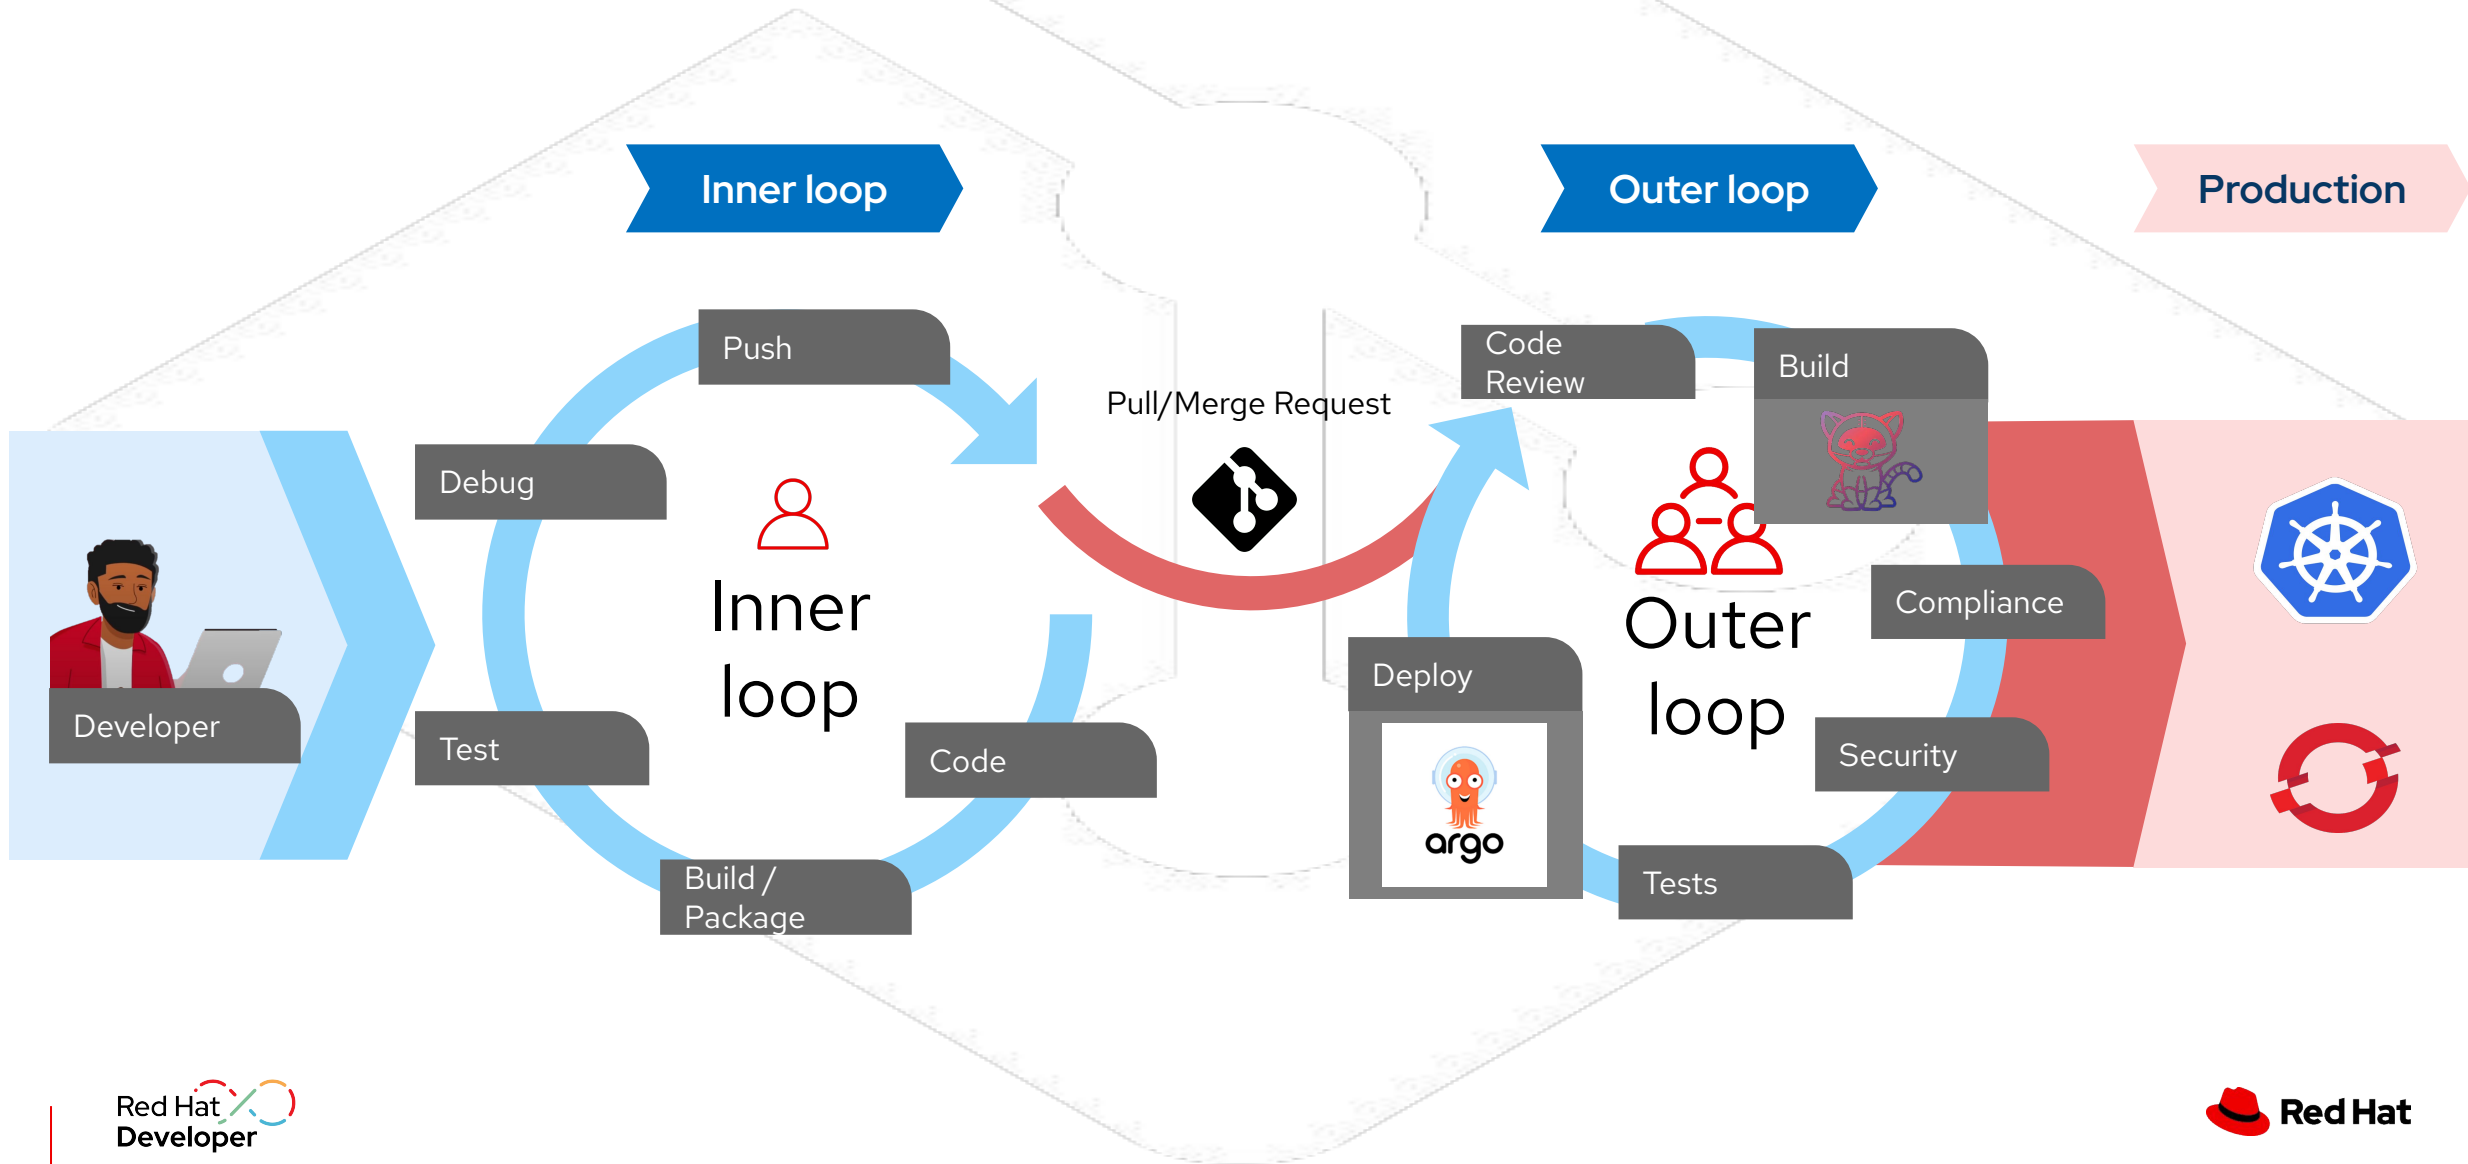 Inner loop
Outer loop
Production
Push
Debug
Test
Build /
Package
Code
Inner
loop
Developer
Pull/Merge Request
Code
Review
Build
Compliance
Security
Tests
Deploy
argo
Outer
loop
Red Hat
Developer
Red Hat